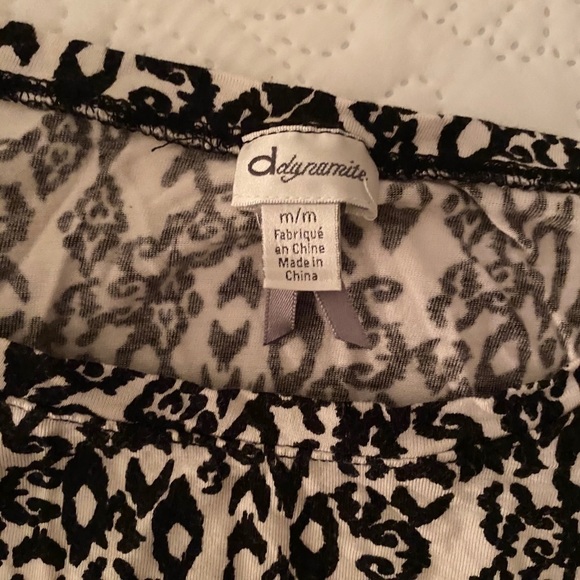 d dynamite
m/m
Fabriqué
en Chine
Made in
China